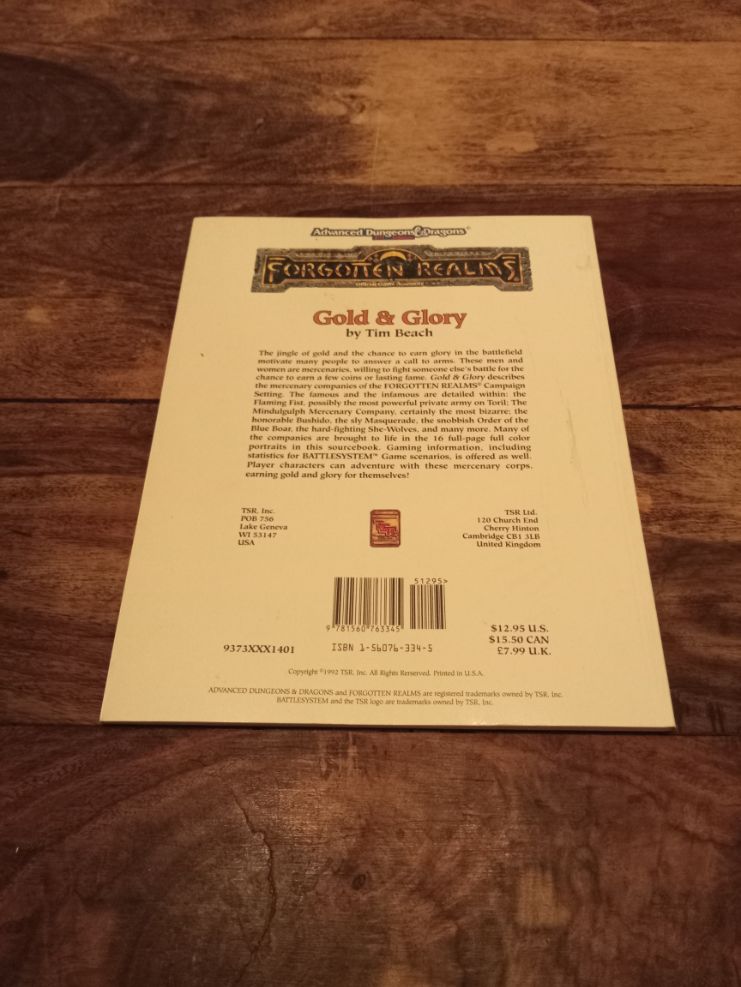 Advanced Dungeons & Dragons®
FORGOTTEN REALMS
Official Game Accessory
Gold & Glory
by Tim Beach
The jingle of gold and the chance to earn glory in the battlefield
motivate many people to answer a call to arms. These men and
women are mercenaries, willing to fight someone else's battle for the
chance to earn a few coins or lasting fame. Gold & Glory describes
the mercenary companies of the FORGOTTEN REALMS® Campaign
Setting. The famous and the infamous are detailed within: the
Flaming Fist, possibly the most powerful private army on Toril; The
Mindulgulph Mercenary Company, certainly the most bizarre; the
honorable Bushido, the sly Masquerade, the snobbish Order of the
Blue Boar, the hard-fighting She-Wolves, and many more. Many of
the companies are brought to life in the 16 full-page full color
portraits in this sourcebook. Gaming information, including
statistics for BATTLESYSTEM™ Game scenarios, is offered as well.
Player characters can adventure with these mercenary corps,
earning gold and glory for themselves!
TSR, Inc.
POB 756
Lake Geneva
WI 53147
USA
TSR
TSR Ltd.
120 Church End
Cherry Hinton
Cambridge CB1 3LB
United Kingdom
51295>
9 781560 763345
ISBN 1-56076-334-5
9373XXX1401
$12.95 U.S.
$15.50 CAN
£7.99 U.K.
Copyright ©1992 TSR, Inc. All Rights Reserved. Printed in U.S.A.
ADVANCED DUNGEONS & DRAGONS and FORGOTTEN REALMS are registered trademarks owned by TSR, Inc.
BATTLESYSTEM and the TSR logo are trademarks owned by TSR, Inc.